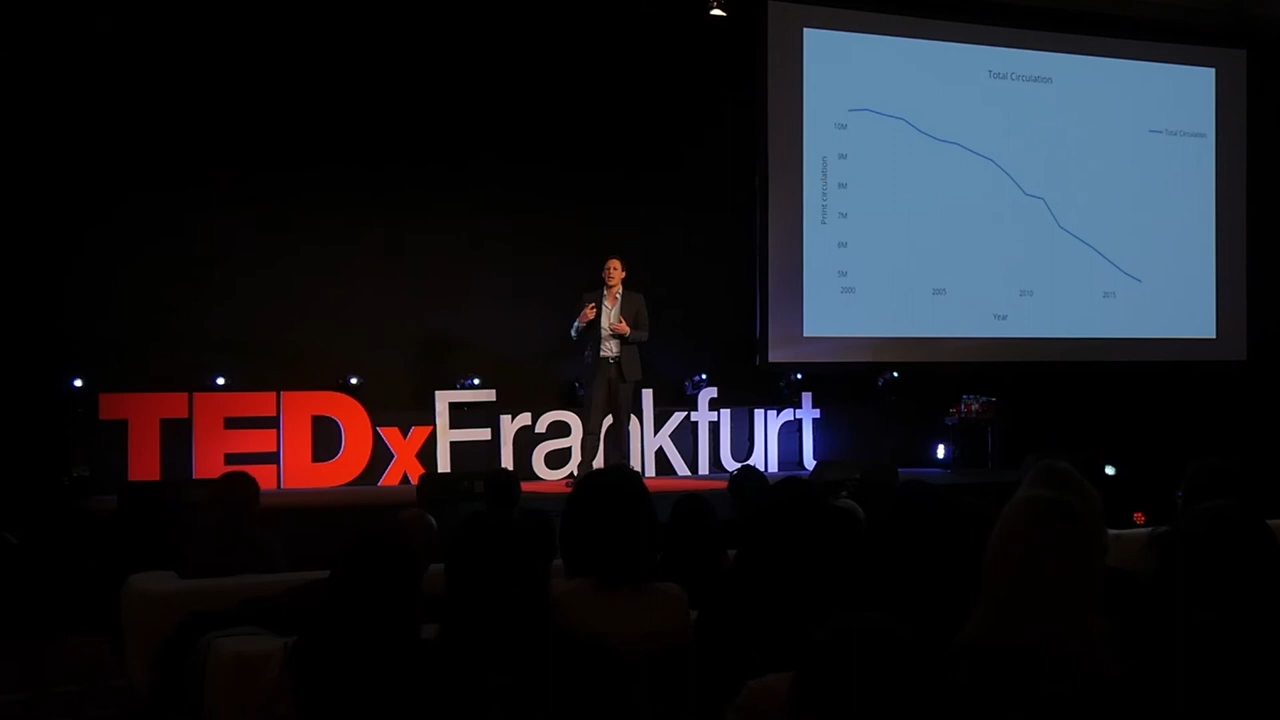 Total Circulation
Total Circulation
10M
9M
8M
7M
6M
5M
Print circulation
2000 2005 2010 2015
Year
TEDxFrankfurt